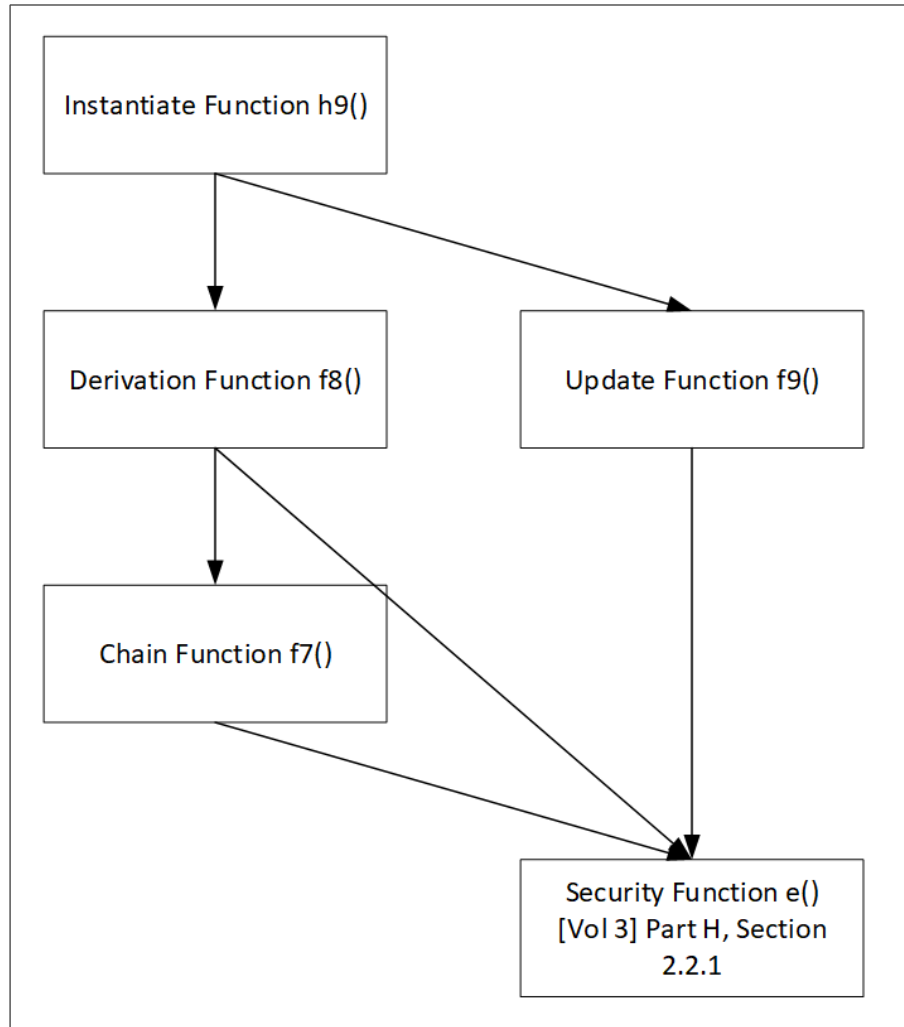 Instantiate Function h9()
Derivation Function f8()
Update Function f9()
Chain Function f7()
Security Function e()
[Vol 3] Part H, Section
2.2.1